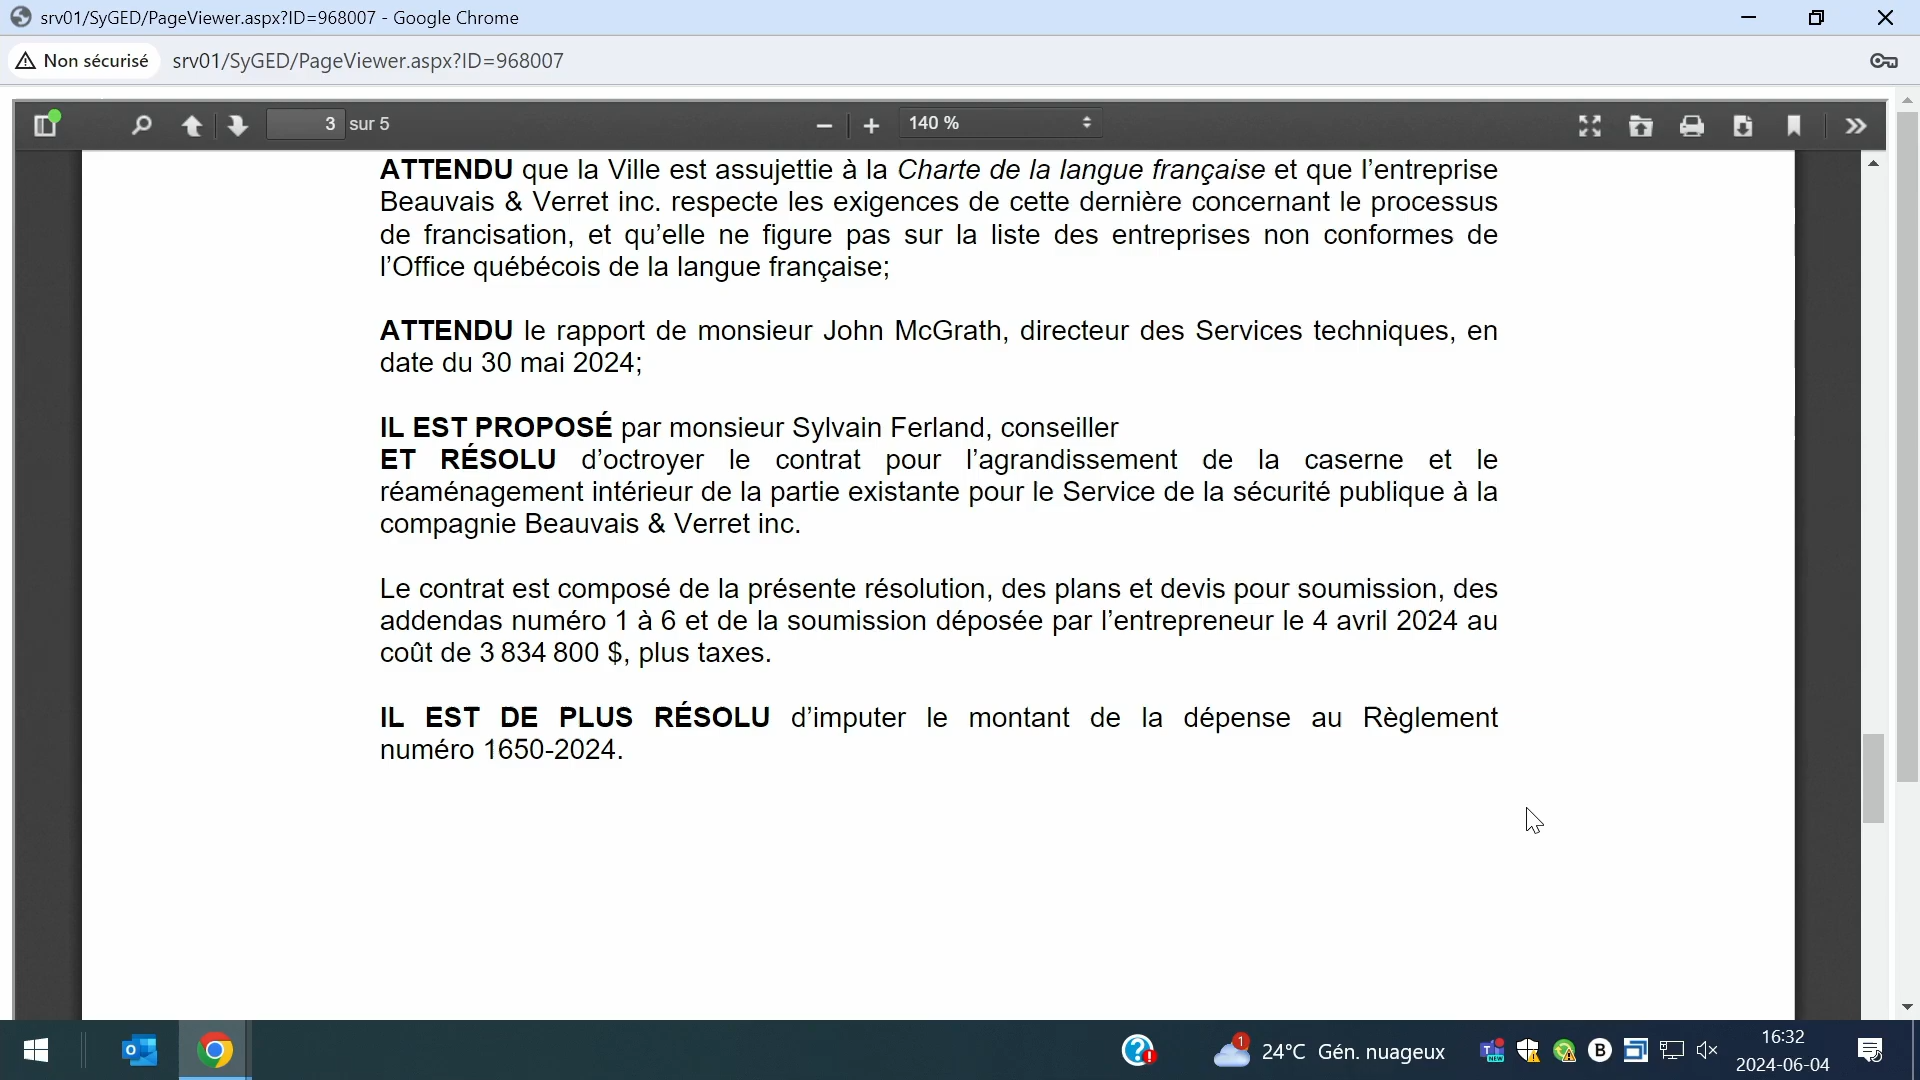 srv01/SyGED/PageViewer.aspx?ID=968007 - Google Chrome
Non sécurisé srv01/SyGED/PageViewer.aspx?ID=968007
3 sur 5 140 %
ATTENDU que la Ville est assujettie à la Charte de la langue française et que l’entreprise
Beauvais & Verret inc. respecte les exigences de cette dernière concernant le processus
de francisation, et qu’elle ne figure pas sur la liste des entreprises non conformes de
l’Office québécois de la langue française;
ATTENDU le rapport de monsieur John McGrath, directeur des Services techniques, en
date du 30 mai 2024;
IL EST PROPOSÉ par monsieur Sylvain Ferland, conseiller
ET RÉSOLU d’octroyer le contrat pour l’agrandissement de la caserne et le
réaménagement intérieur de la partie existante pour le Service de la sécurité publique à la
compagnie Beauvais & Verret inc.
Le contrat est composé de la présente résolution, des plans et devis pour soumission, des
addendas numéro 1 à 6 et de la soumission déposée par l’entrepreneur le 4 avril 2024 au
coût de 3 834 800 $, plus taxes.
IL EST DE PLUS RÉSOLU d’imputer le montant de la dépense au Règlement
numéro 1650-2024.
1 24°C Gén. nuageux NEW B 16:32
2024-06-04